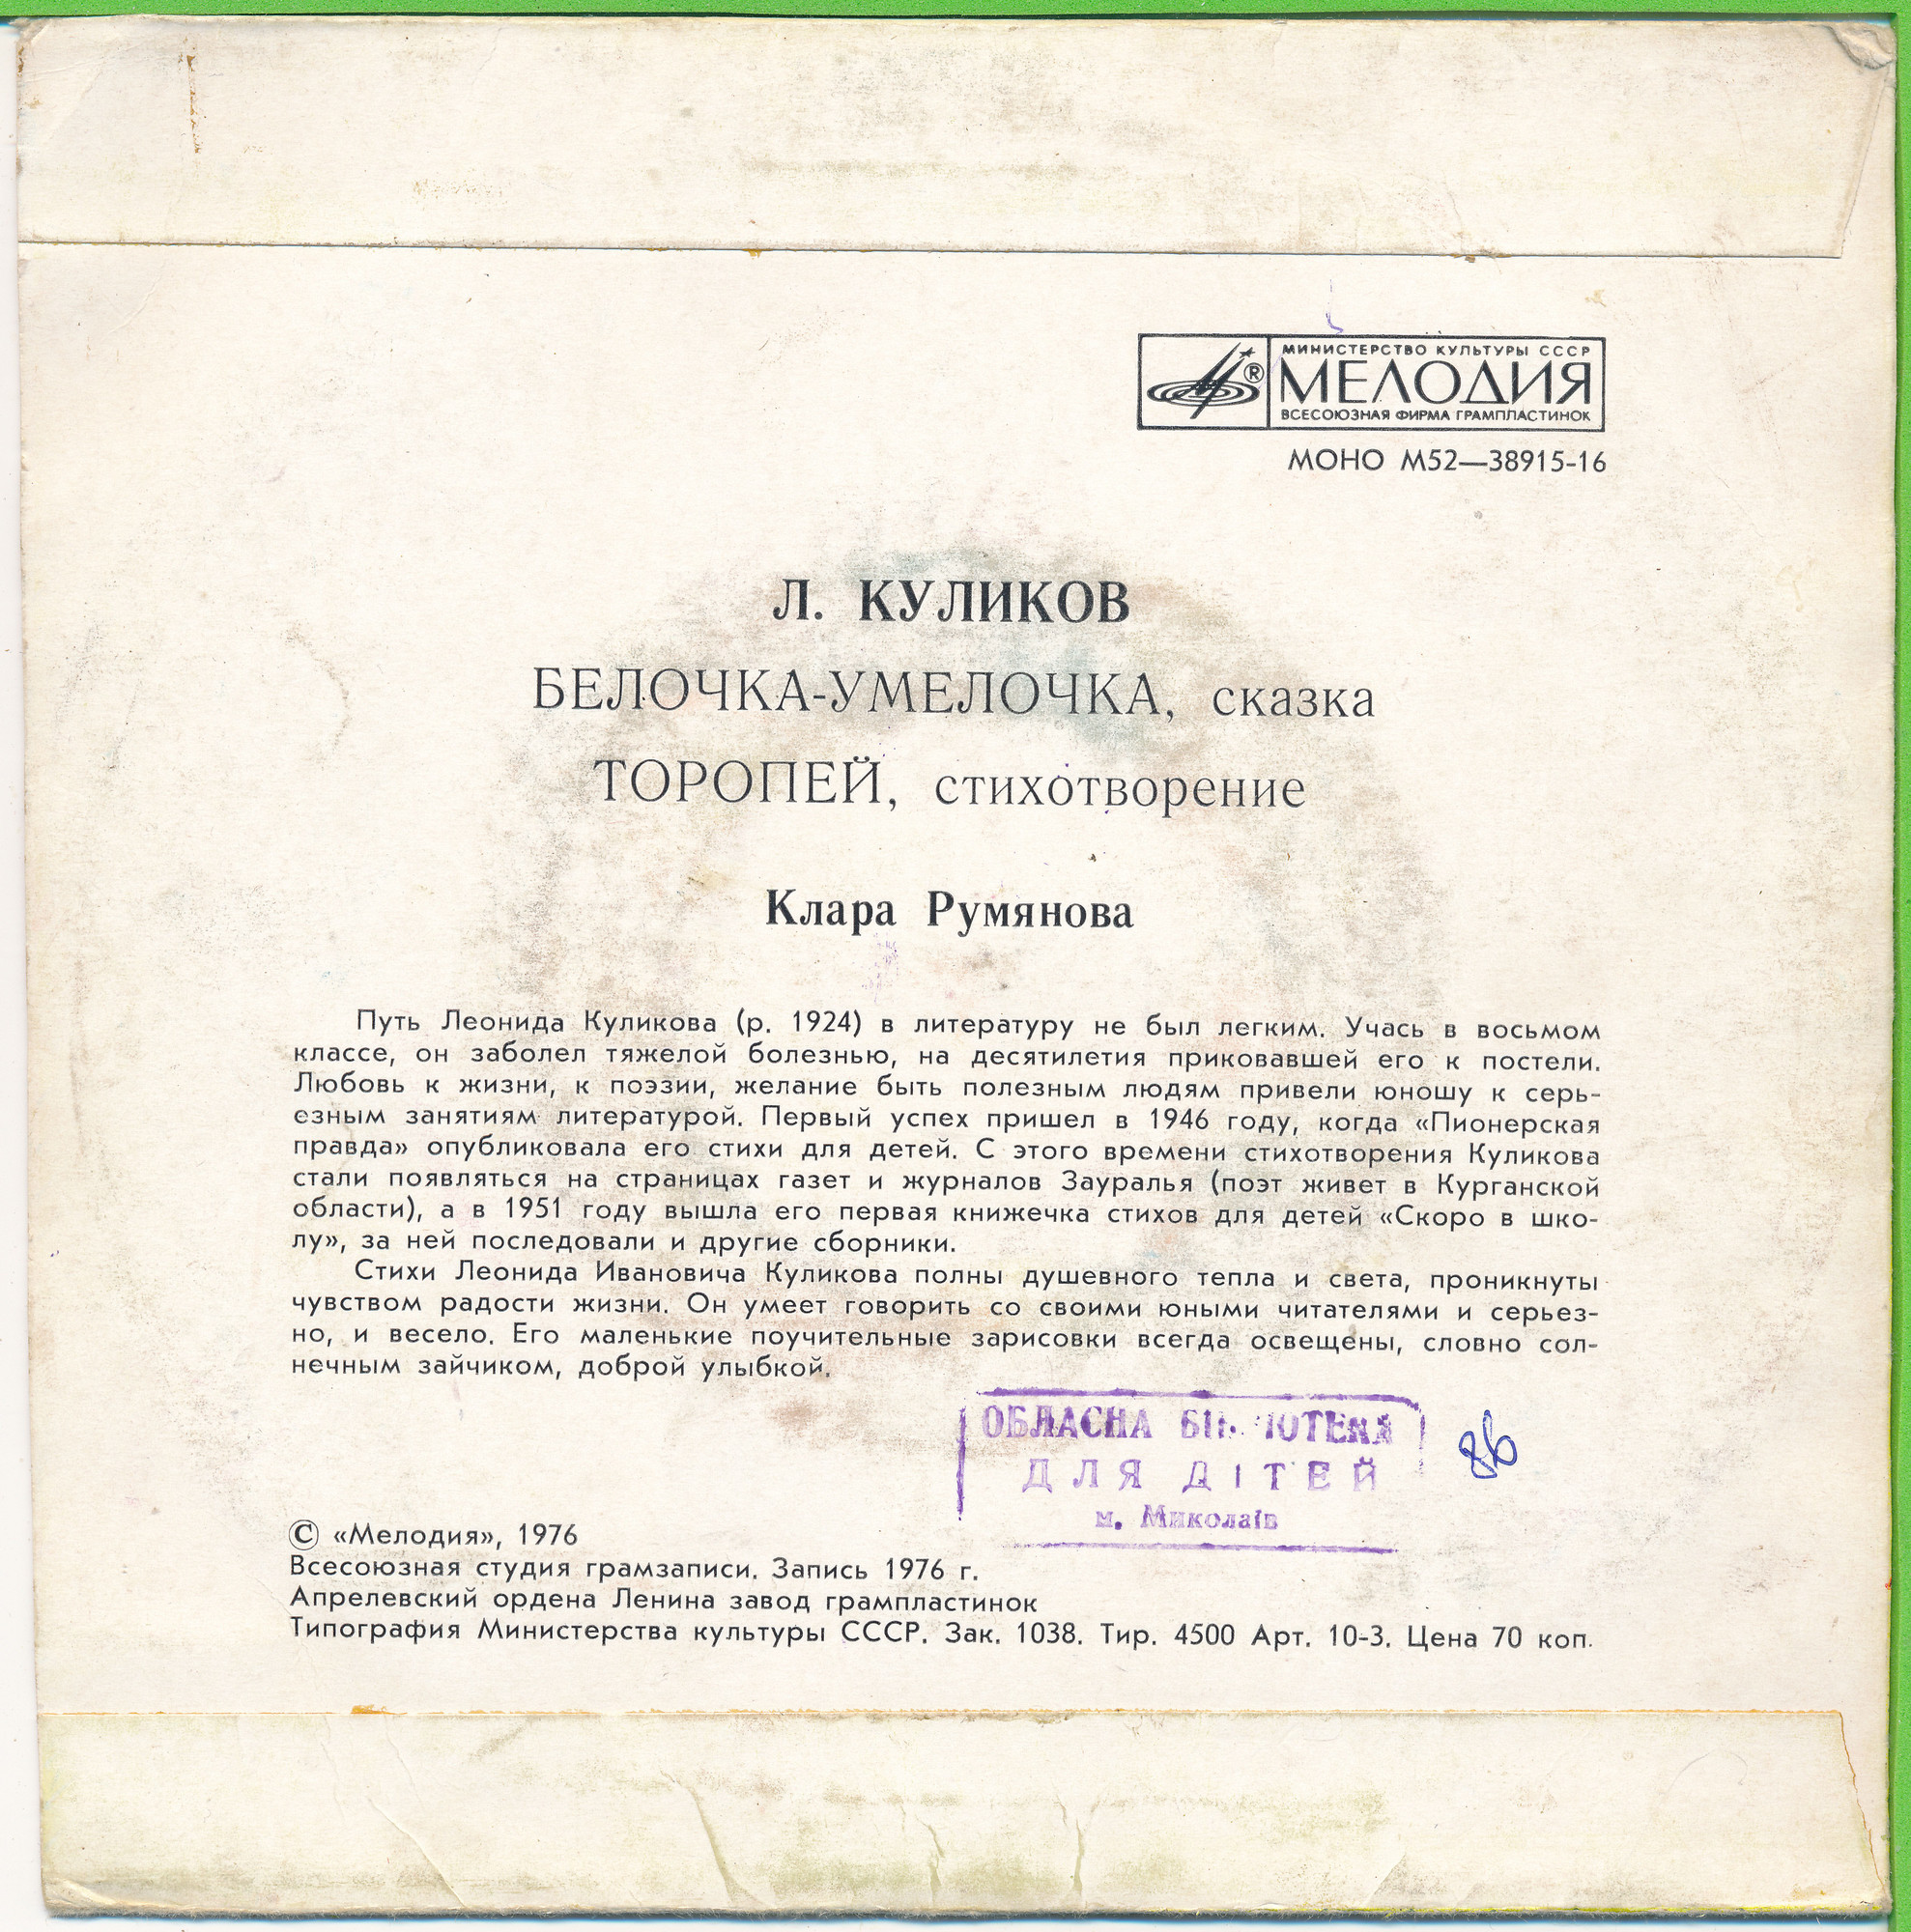 МИНИСТЕРСТВО КУЛЬТУРЫ СССР
МЕЛОДИЯ
ВСЕСОЮЗНАЯ ФИРМА ГРАМПЛАСТИНОК
®
МОНО М52—38915-16
Л. КУЛИКОВ
БЕЛОЧКА-УМЕЛОЧКА, сказка
ТОРОПЕЙ, стихотворение
Клара Румянова
Путь Леонида Куликова (р. 1924) в литературу не был легким. Учась в восьмом
классе, он заболел тяжелой болезнью, на десятилетия приковавшей его к постели.
Любовь к жизни, к поэзии, желание быть полезным людям привели юношу к серь-
езным занятиям литературой. Первый успех пришел в 1946 году, когда «Пионерская
правда» опубликовала его стихи для детей. С этого времени стихотворения Куликова
стали появляться на страницах газет и журналов Зауралья (поэт живет в Курганской
области), а в 1951 году вышла его первая книжечка стихов для детей «Скоро в шко-
лу», за ней последовали и другие сборники.
Стихи Леонида Ивановича Куликова полны душевного тепла и света, проникнуты
чувством радости жизни. Он умеет говорить со своими юными читателями и серьез-
но, и весело. Его маленькие поучительные зарисовки всегда освещены, словно сол-
нечным зайчиком, доброй улыбкой.
ОБЛАСНА БІБЛІОТЕКА
ДЛЯ ДІТЕЙ
м. Миколаїв
© «Мелодия», 1976
Всесоюзная студия грамзаписи. Запись 1976 г.
Апрелевский ордена Ленина завод грампластинок
Типография Министерства культуры СССР. Зак. 1038. Тир. 4500 Арт. 10-3. Цена 70 коп.